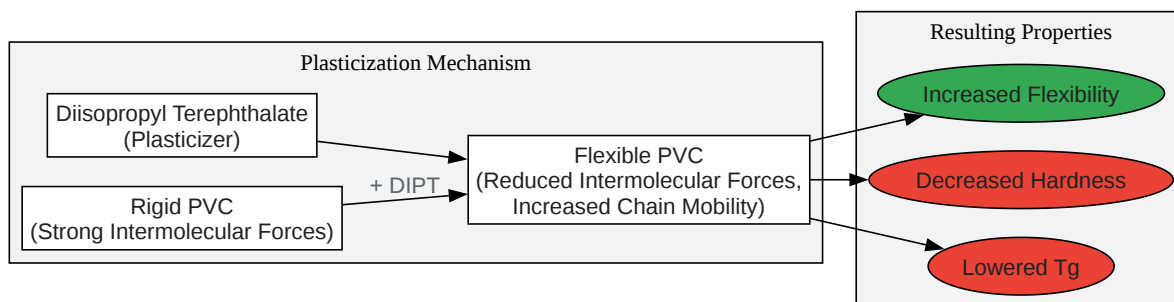 Plasticization Mechanism
Diisopropyl Terephthalate
(Plasticizer)
Rigid PVC
(Strong Intermolecular Forces)
+ DIPT
Flexible PVC
(Reduced Intermolecular Forces,
Increased Chain Mobility)
Resulting Properties
Increased Flexibility
Decreased Hardness
Lowered Tg